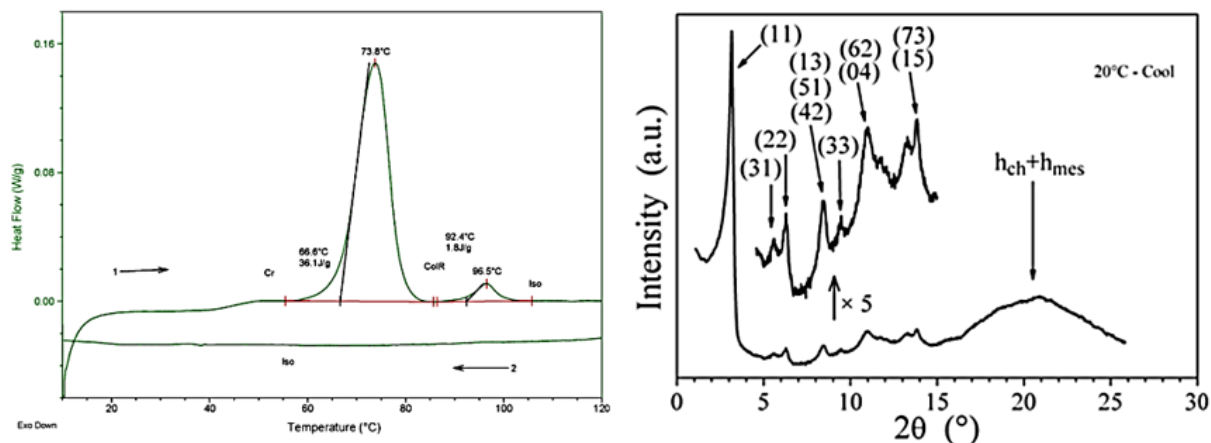 0.16
0.08
0.00
Heat Flow (W/g)
73.8°C
66.6°C
36.1J/g
92.4°C
1.8J/g
96.5°C
1
Cr
ColR
Iso
Iso
2
20
40
60
80
100
120
Exo Down
Temperature (°C)
Intensity (a.u.)
(11)
(31)
(22)
(13)
(51)
(42)
(33)
(62)
(04)
(73)
(15)
20°C - Cool
h_ch+h_mes
× 5
0
5
10
15
20
25
30
2θ (°)